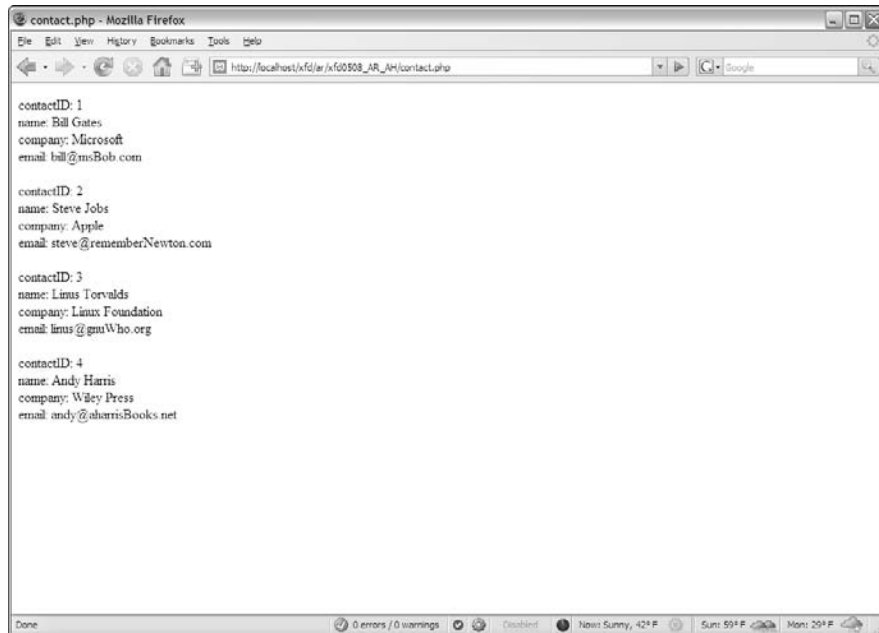 contact.php - Mozilla Firefox
File Edit View History Bookmarks Tools Help
http://localhost/xfd/ar/xfd0508_AR_AH/contact.php
Google
contactID: 1
name: Bill Gates
company: Microsoft
email: bill@msBob.com
contactID: 2
name: Steve Jobs
company: Apple
email: steve@rememberNewton.com
contactID: 3
name: Linus Torvalds
company: Linux Foundation
email: linus@gnuWho.org
contactID: 4
name: Andy Harris
company: Wiley Press
email: andy@aharrisBooks.net
Done 0 errors / 0 warnings Disabled Now: Sunny, 42° F Sun: 59° F Mon: 29° F